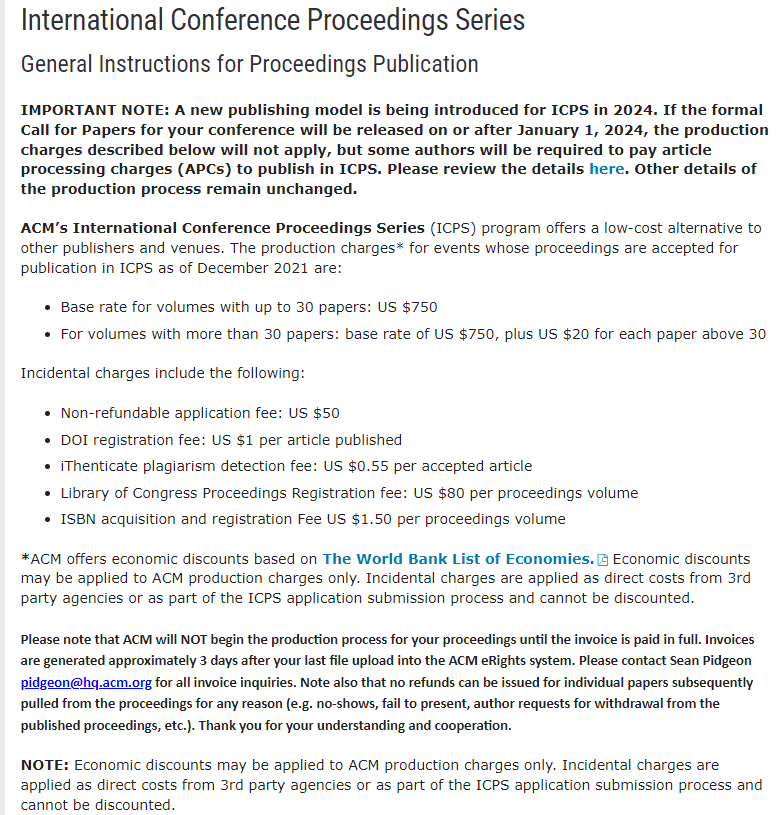 International Conference Proceedings Series
General Instructions for Proceedings Publication
IMPORTANT NOTE: A new publishing model is being introduced for ICPS in 2024. If the formal
Call for Papers for your conference will be released on or after January 1, 2024, the production
charges described below will not apply, but some authors will be required to pay article
processing charges (APCs) to publish in ICPS. Please review the details here. Other details of
the production process remain unchanged.
ACM's International Conference Proceedings Series (ICPS) program offers a low-cost alternative to
other publishers and venues. The production charges* for events whose proceedings are accepted for
publication in ICPS as of December 2021 are:
• Base rate for volumes with up to 30 papers: US $750
• For volumes with more than 30 papers: base rate of US $750, plus US $20 for each paper above 30
Incidental charges include the following:
• Non-refundable application fee: US $50
• DOI registration fee: US $1 per article published
• iThenticate plagiarism detection fee: US $0.55 per accepted article
• Library of Congress Proceedings Registration fee: US $80 per proceedings volume
• ISBN acquisition and registration Fee US $1.50 per proceedings volume
*ACM offers economic discounts based on The World Bank List of Economies. Economic discounts
may be applied to ACM production charges only. Incidental charges are applied as direct costs from 3rd
party agencies or as part of the ICPS application submission process and cannot be discounted.
Please note that ACM will NOT begin the production process for your proceedings until the invoice is paid in full. Invoices
are generated approximately 3 days after your last file upload into the ACM eRights system. Please contact Sean Pidgeon
pidgeon@hq.acm.org for all invoice inquiries. Note also that no refunds can be issued for individual papers subsequently
pulled from the proceedings for any reason (e.g. no-shows, fail to present, author requests for withdrawal from the
published proceedings, etc.). Thank you for your understanding and cooperation.
NOTE: Economic discounts may be applied to ACM production charges only. Incidental charges are
applied as direct costs from 3rd party agencies or as part of the ICPS application submission process and
cannot be discounted.